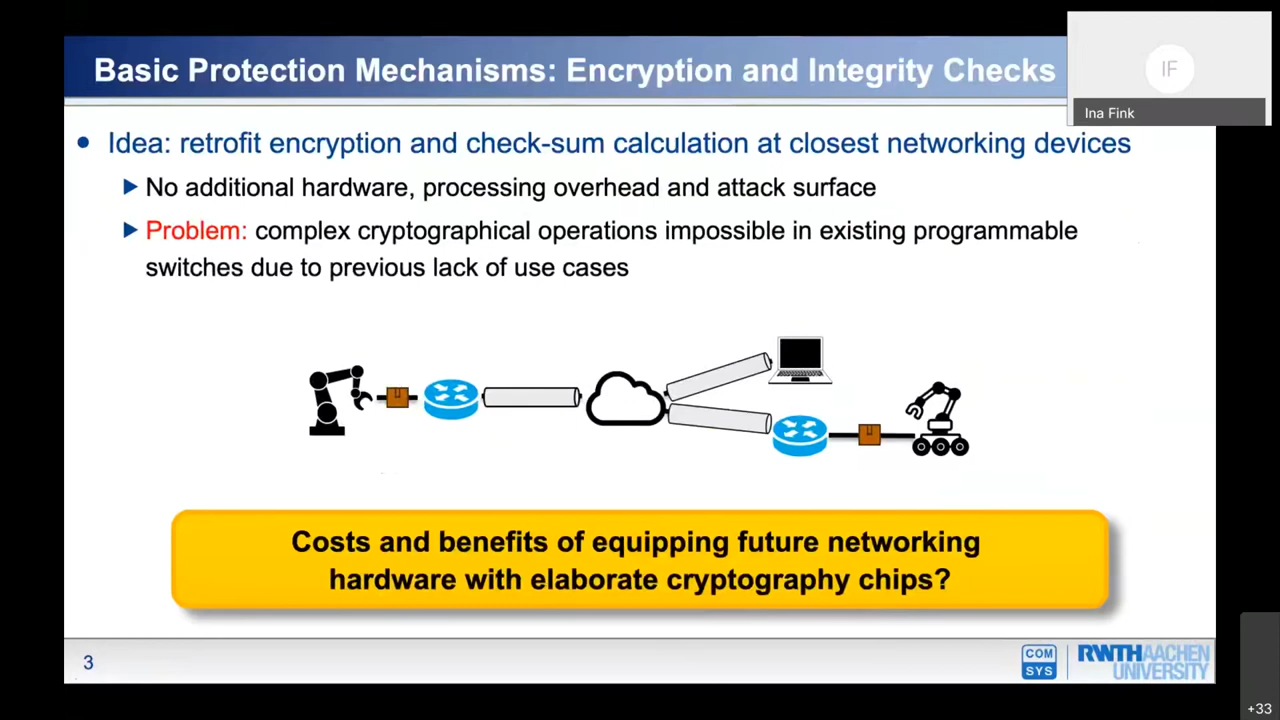 Basic Protection Mechanisms: Encryption and Integrity Checks
IF
Ina Fink
Idea: retrofit encryption and check-sum calculation at closest networking devices
No additional hardware, processing overhead and attack surface
Problem: complex cryptographical operations impossible in existing programmable
switches due to previous lack of use cases
Costs and benefits of equipping future networking
hardware with elaborate cryptography chips?
3
COM
SYS
RWTHAACHEN
UNIVERSITY
+33